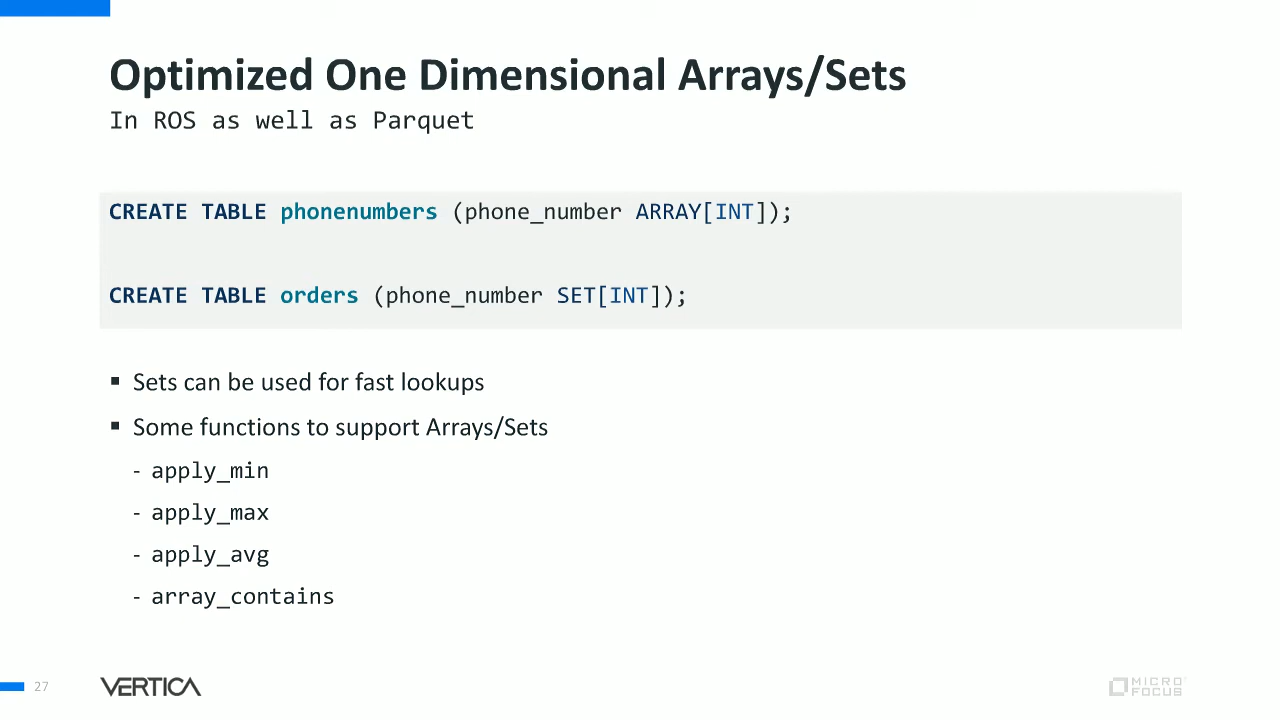 Optimized One Dimensional Arrays/Sets
In ROS as well as Parquet
CREATE TABLE phonenumbers (phone_number ARRAY[INT]);
CREATE TABLE orders (phone_number SET[INT]);
▪ Sets can be used for fast lookups
▪ Some functions to support Arrays/Sets
- apply_min
- apply_max
- apply_avg
- array_contains
27
VERTICA
MICRO
FOCUS